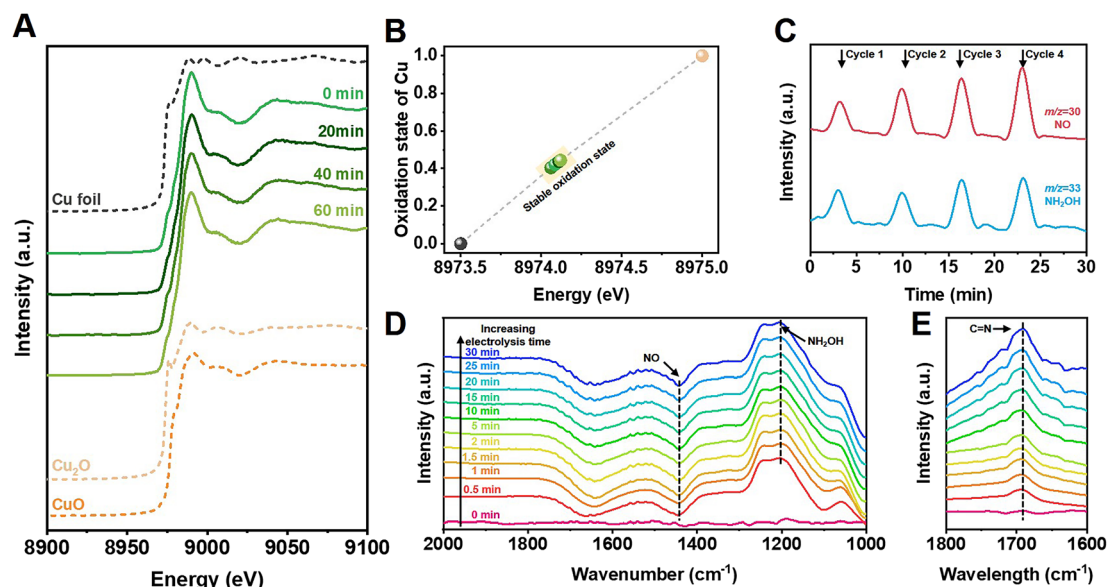 A
Cu foil
0 min
20min
40 min
60 min
Cu₂O
CuO
Intensity (a.u.)
8900 8950 9000 9050 9100
Energy (eV)
B
Oxidation state of Cu
1.0
0.8
0.6
0.4
0.2
0.0
Stable oxidation state
8973.5 8974.0 8974.5 8975.0
Energy (eV)
C
Intensity (a.u.)
Cycle 1 Cycle 2 Cycle 3 Cycle 4
m/z=30
NO
m/z=33
NH₂OH
0 5 10 15 20 25 30
Time (min)
D
Intensity (a.u.)
Increasing
electrolysis time
30 min
25 min
20 min
15 min
10 min
5 min
2 min
1.5 min
1 min
0.5 min
0 min
NO
NH₂OH
2000 1800 1600 1400 1200 1000
Wavenumber (cm⁻¹)
E
Intensity (a.u.)
C=N
1800 1700 1600
Wavelength (cm⁻¹)